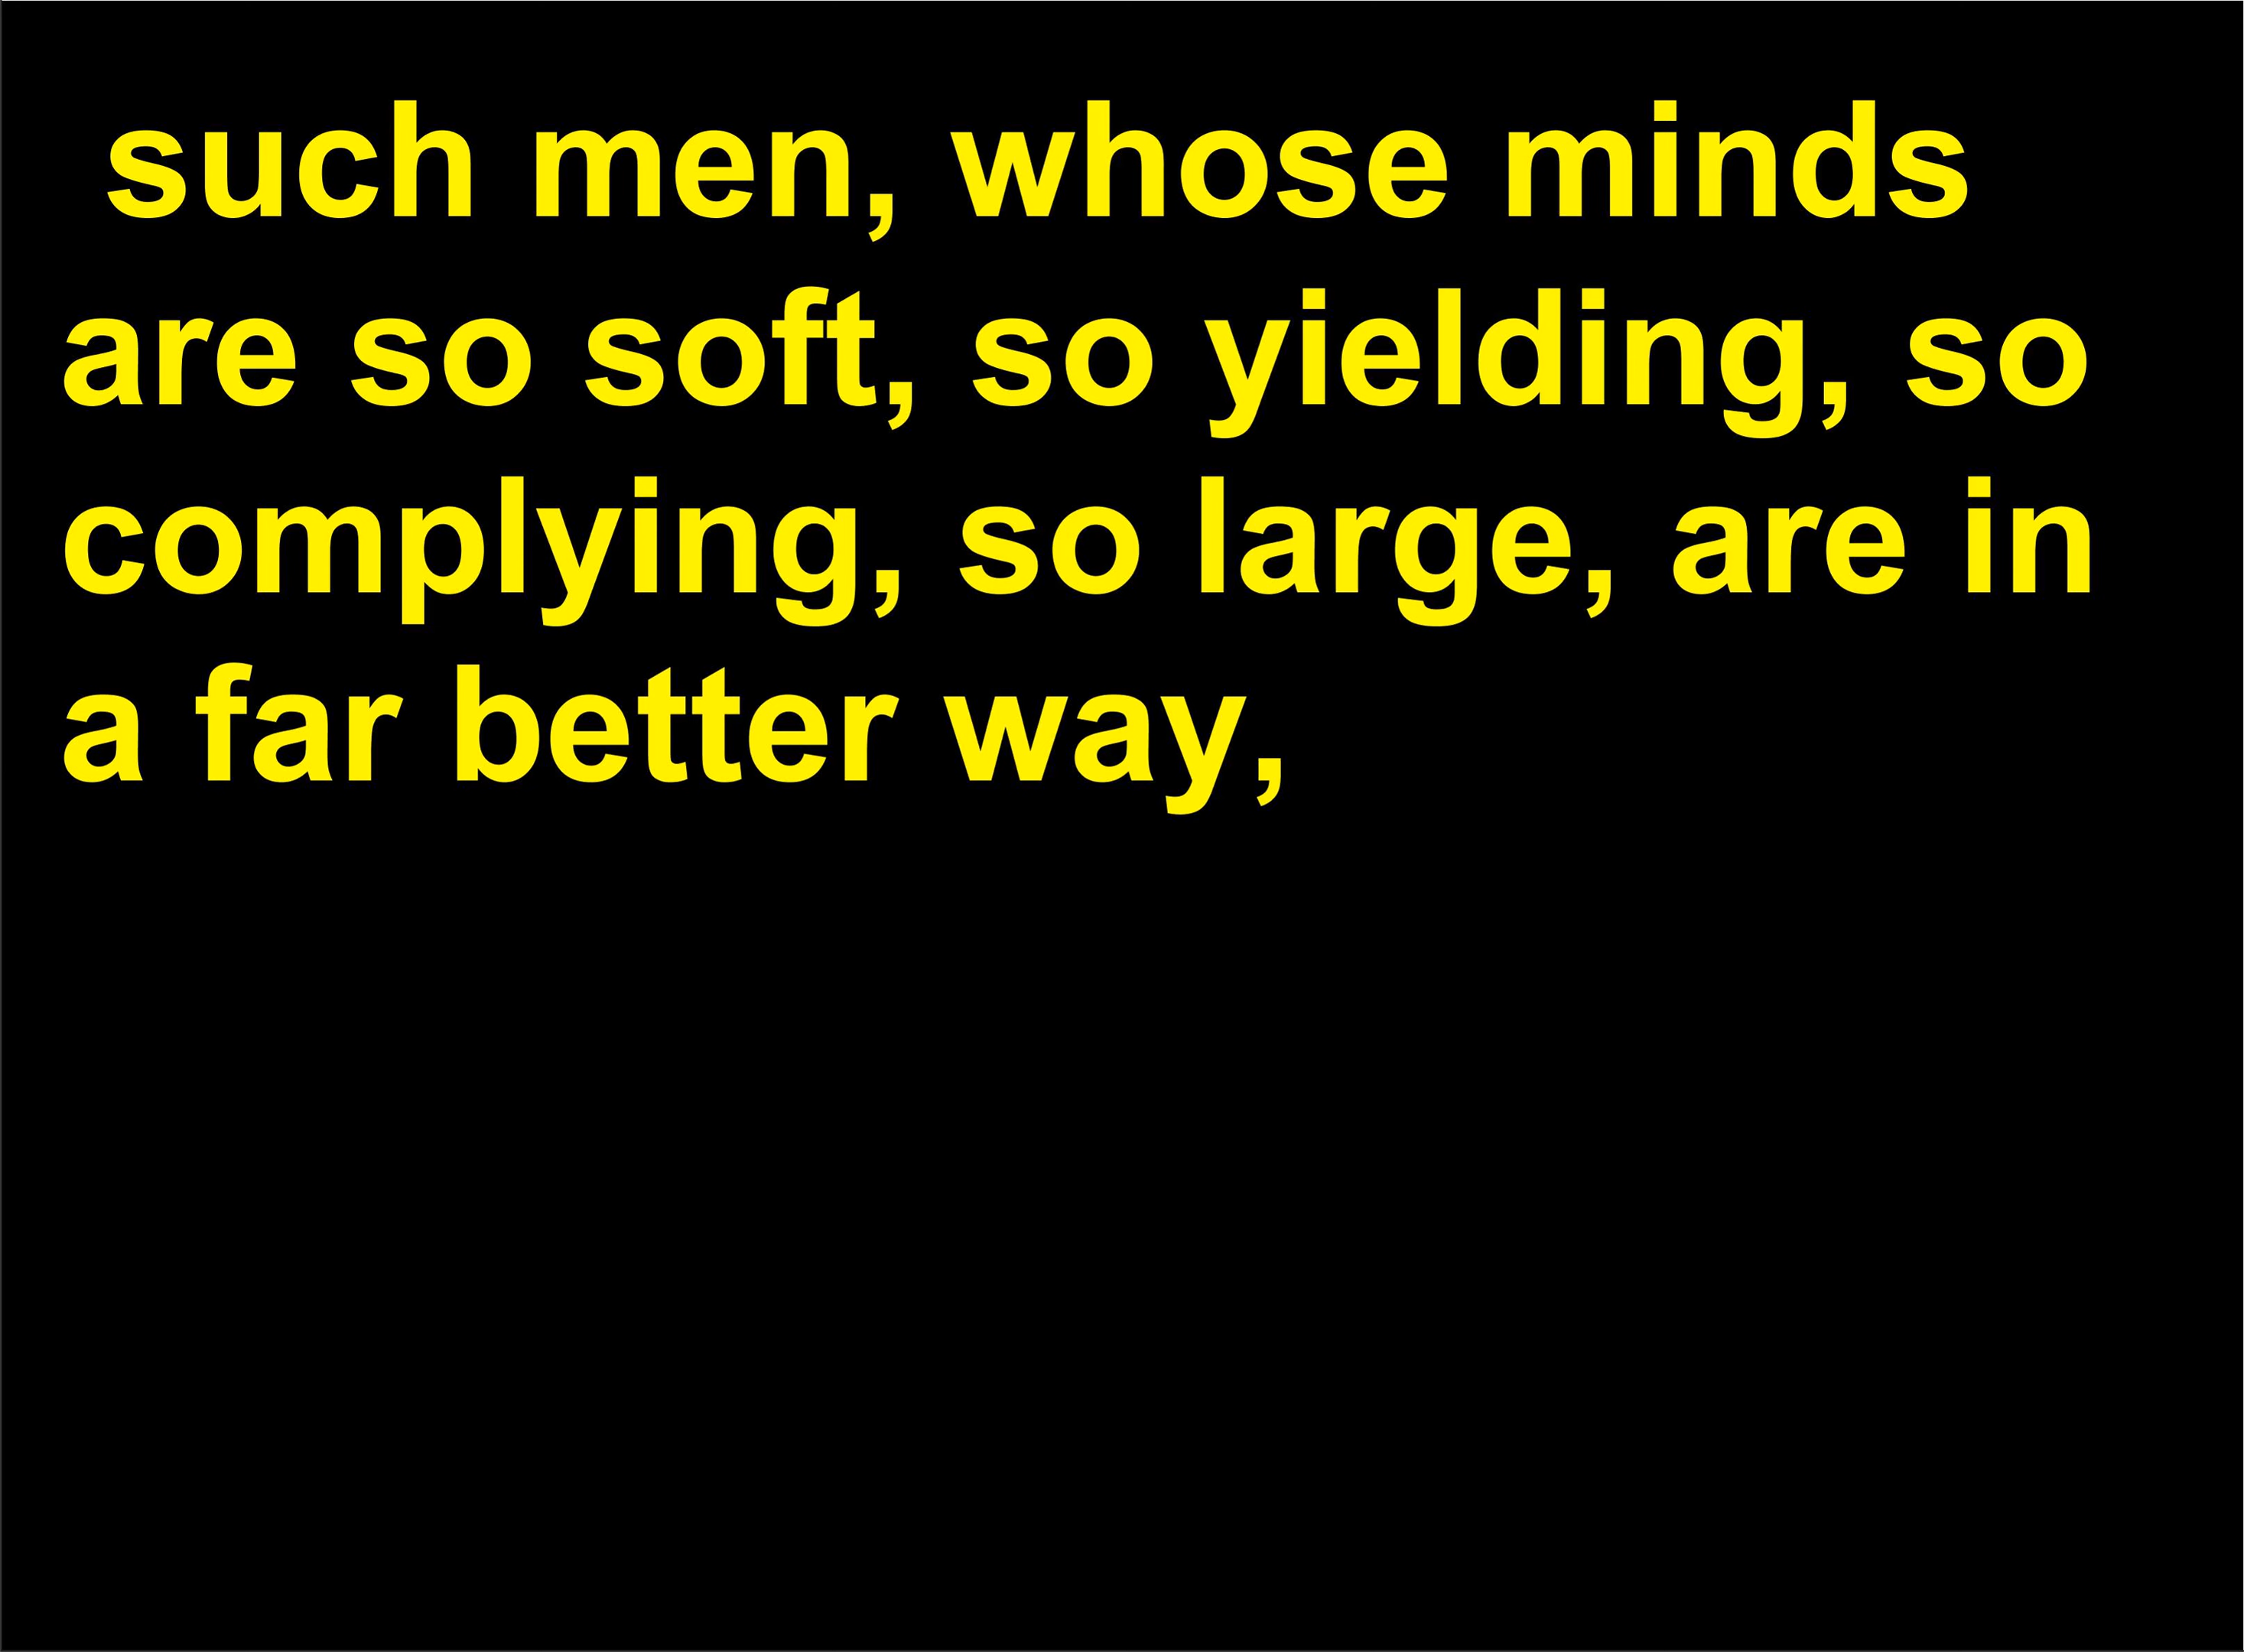 such men, whose minds
are so soft, so yielding, so
complying, so large, are in
a far better way,